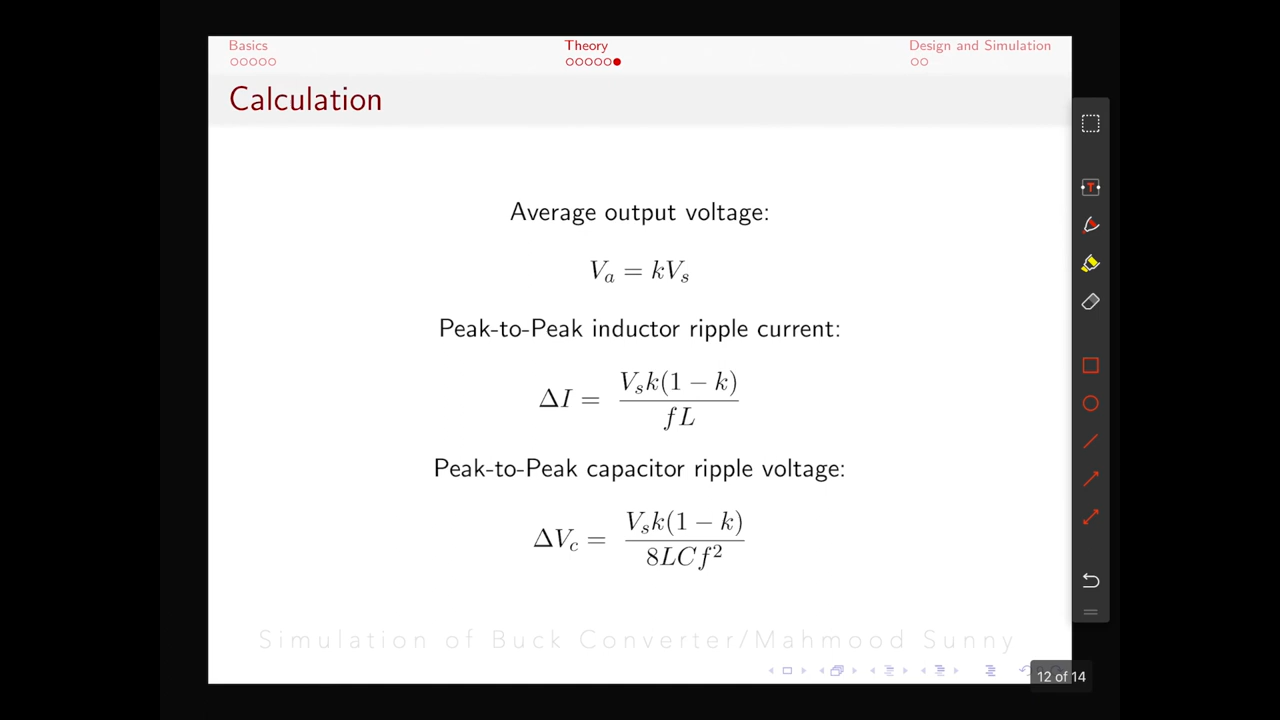 Basics Theory Design and Simulation
Calculation
Average output voltage:
V_a = kV_s
Peak-to-Peak inductor ripple current:
ΔI = V_s k(1 − k) / fL
Peak-to-Peak capacitor ripple voltage:
ΔV_c = V_s k(1 − k) / 8LCf²
Simulation of Buck Converter/Mahmood Sunny
12 of 14
T